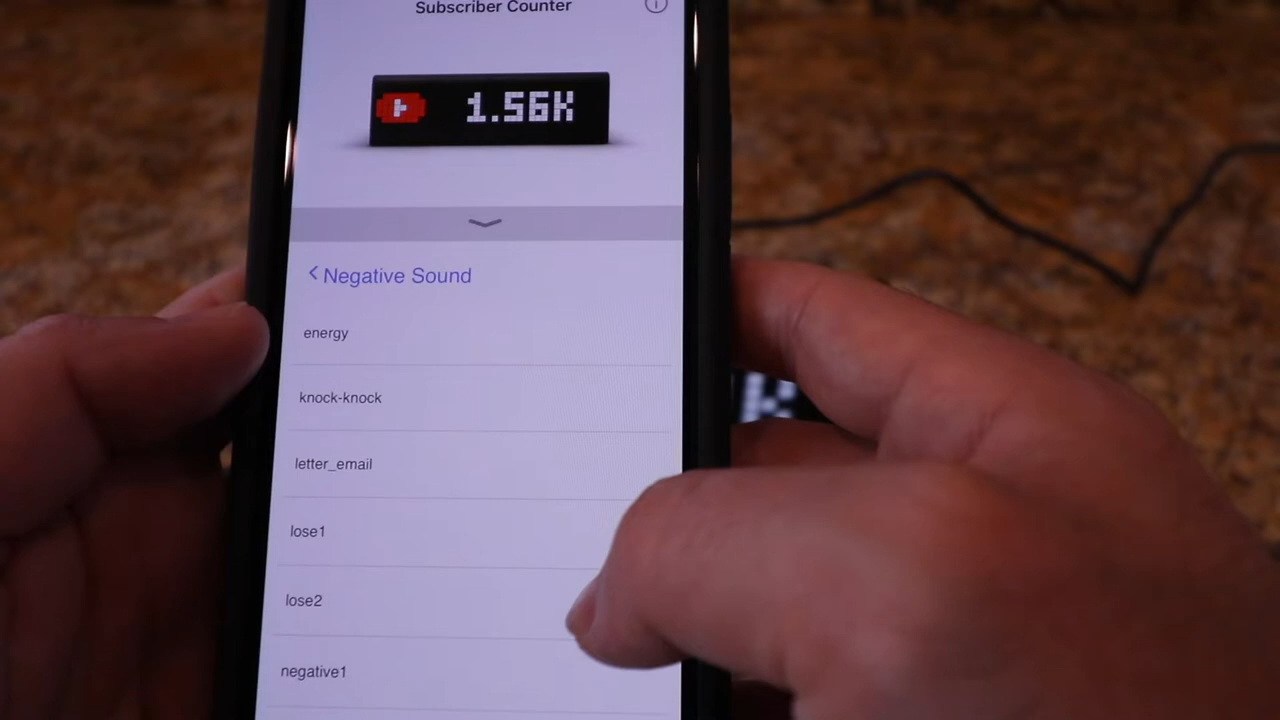 Subscriber Counter
1.56K
Negative Sound
energy
knock-knock
letter_email
lose1
lose2
negative1